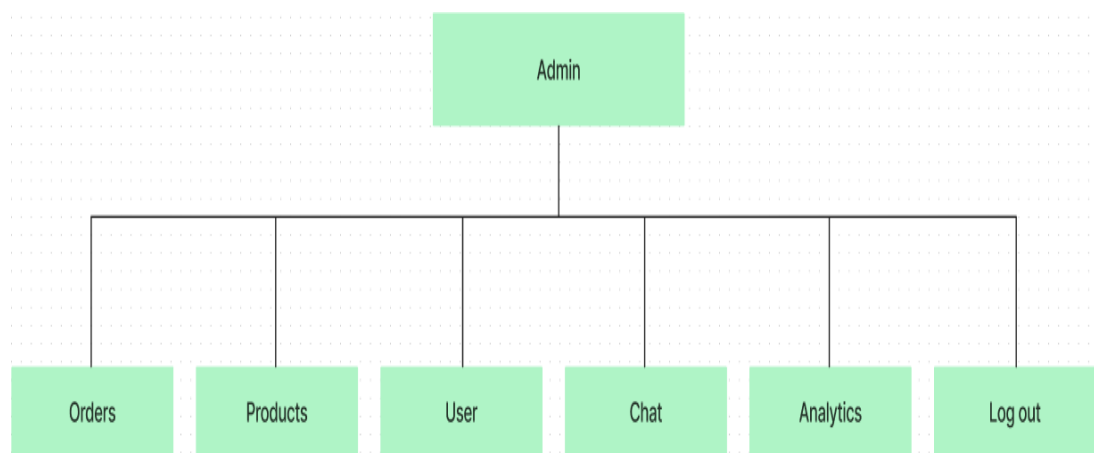 Admin
Orders
Products
User
Chat
Analytics
Log out